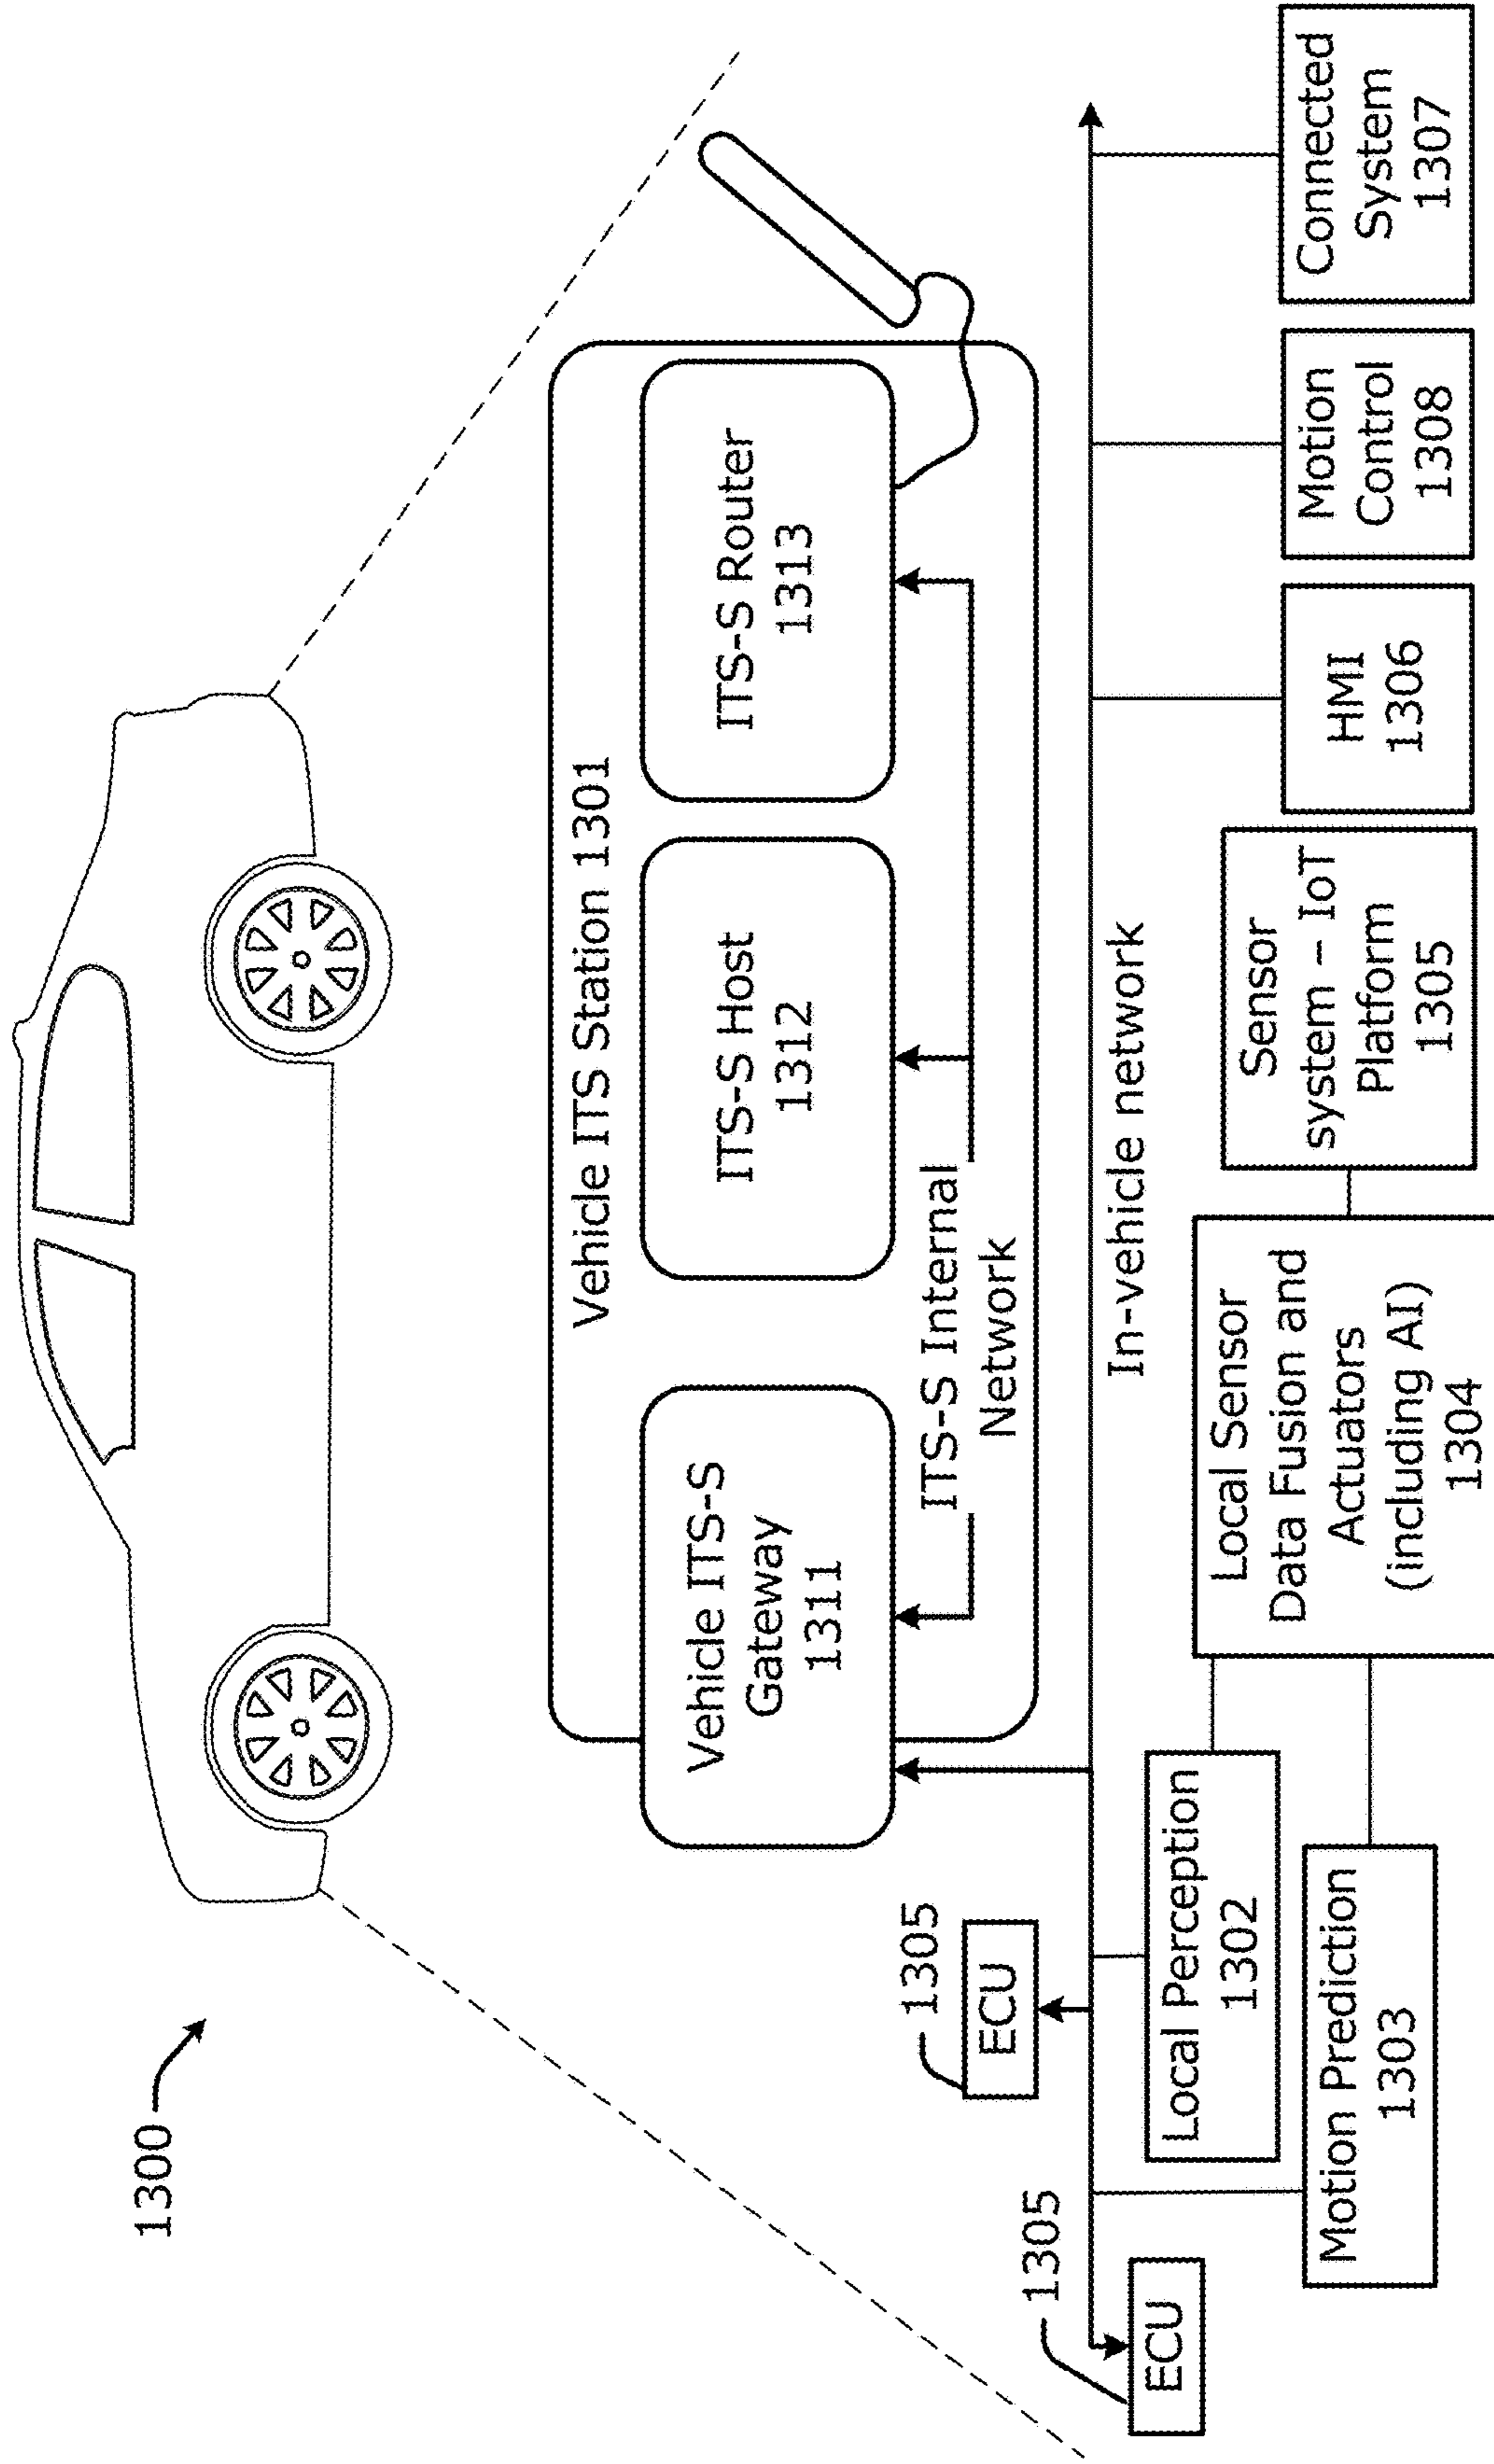 1300
Vehicle ITS Station 1301
Vehicle ITS-S
Gateway
1311
ITS-S Host
1312
ITS-S Router
1313
ITS-S Internal
Network
1305
ECU
1305
ECU
In-vehicle network
Local Perception
1302
Motion Prediction
1303
Local Sensor
Data Fusion and
Actuators
(including AI)
1304
Sensor
system – IoT
Platform
1305
HMI
1306
Motion
Control
1308
Connected
System
1307